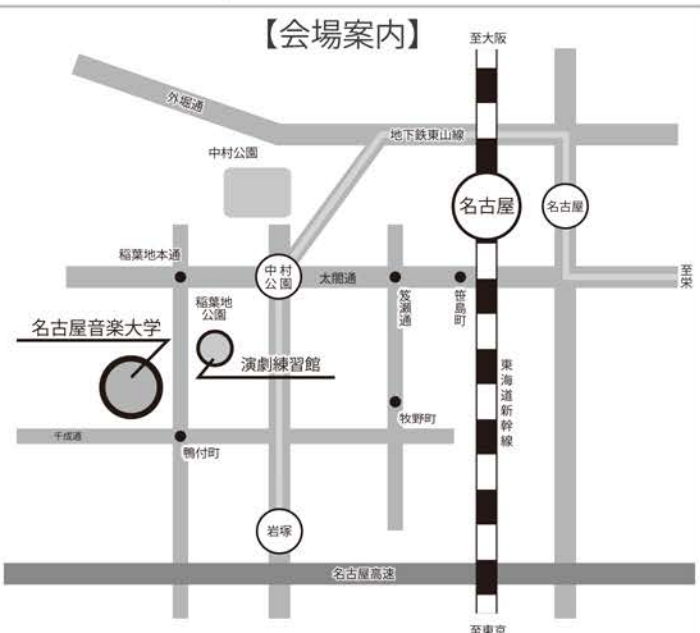 【会場案内】
至大阪
外堀通
地下鉄東山線
中村公園
名古屋
名古屋
稲葉地本通
中村
公園
太閤通
至栄
稲葉地
公園
笈瀬通
笹島町
名古屋音楽大学
演劇練習館
東海道新幹線
牧野町
千成通
鴨付町
岩塚
名古屋高速
至東京